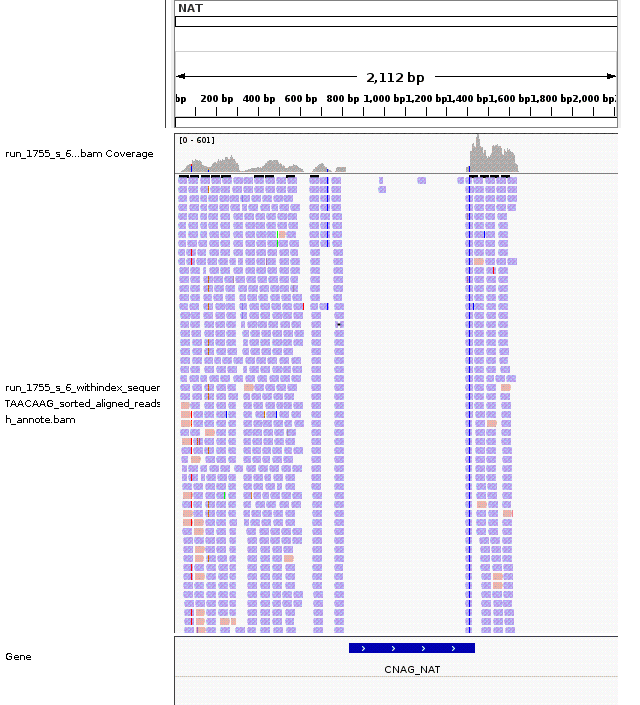 NAT
2,112 bp
bp 200 bp 400 bp 600 bp 800 bp 1,000 bp 1,200 bp 1,400 bp 1,600 bp 1,800 bp 2,000 bp
[0 - 601]
run_1755_s_6...bam Coverage
run_1755_s_6_withindex_sequer
TAACAAG_sorted_aligned_reads
h_annote.bam
Gene
CNAG_NAT